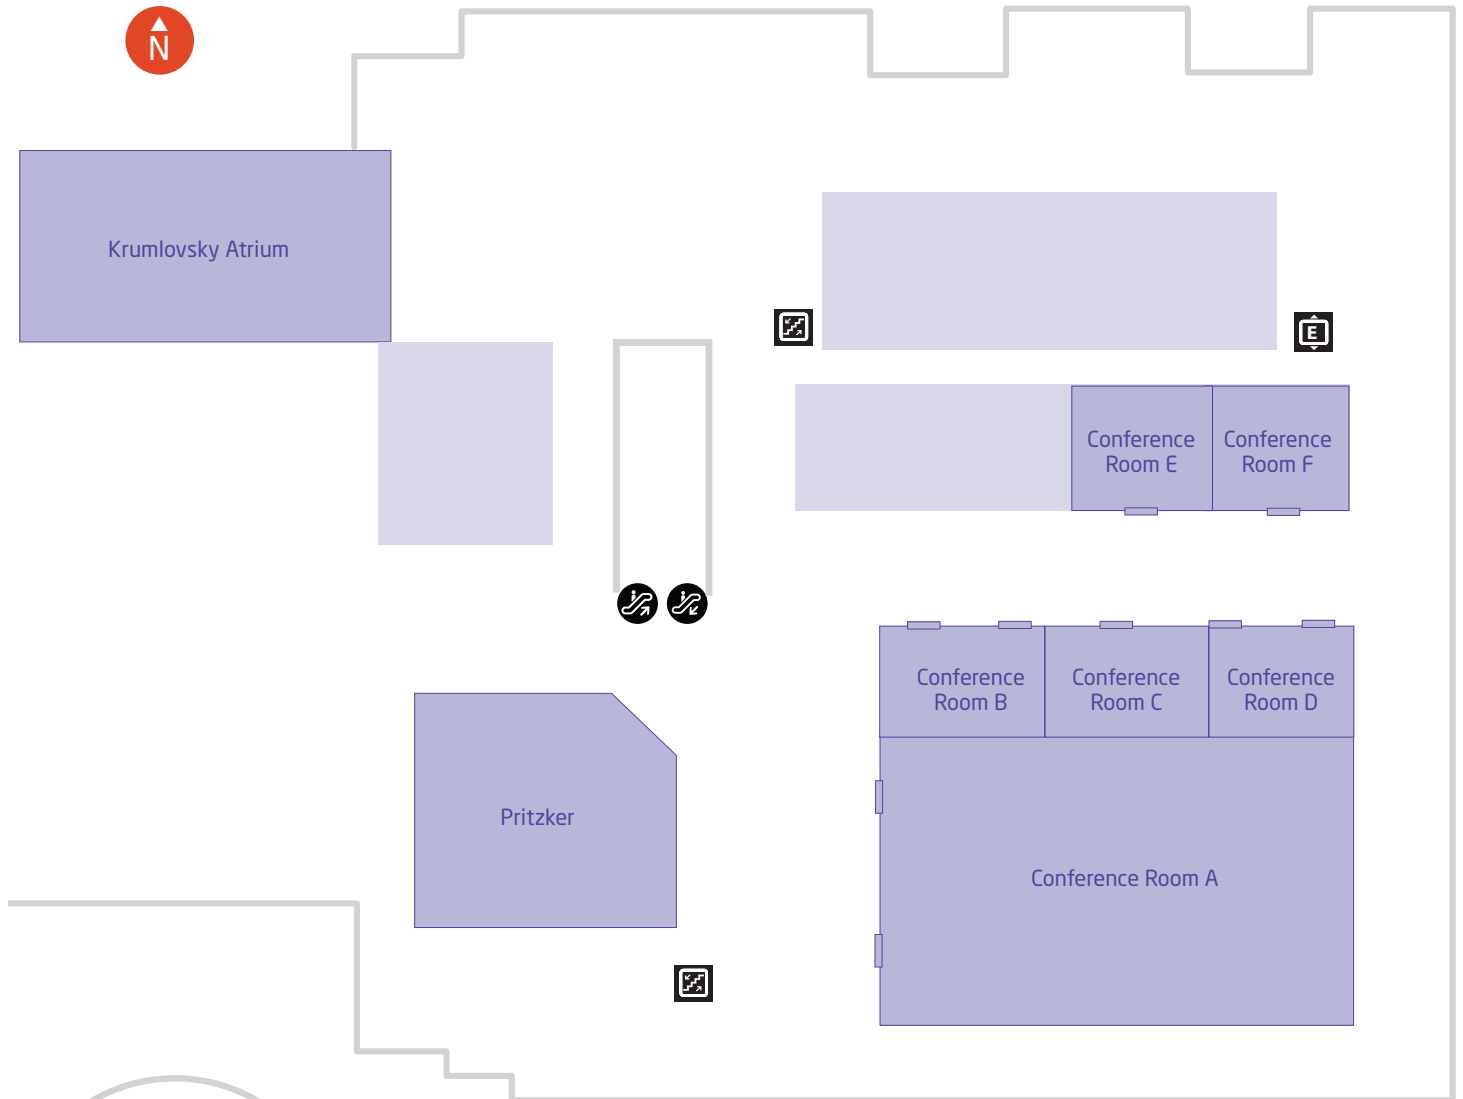 N
Krumlovsky Atrium
E
Conference
Room E
Conference
Room F
Conference
Room B
Conference
Room C
Conference
Room D
Pritzker
Conference Room A